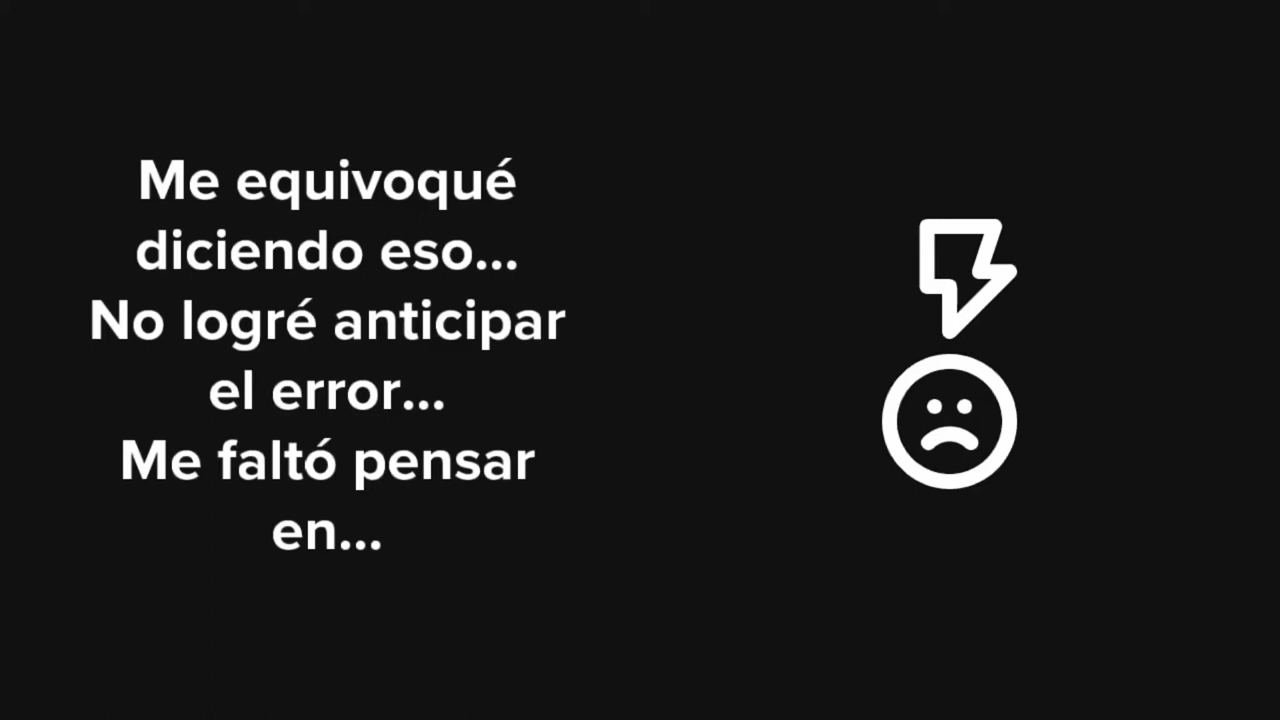 Me equivoqué
diciendo eso...
No logré anticipar
el error...
Me faltó pensar
en...